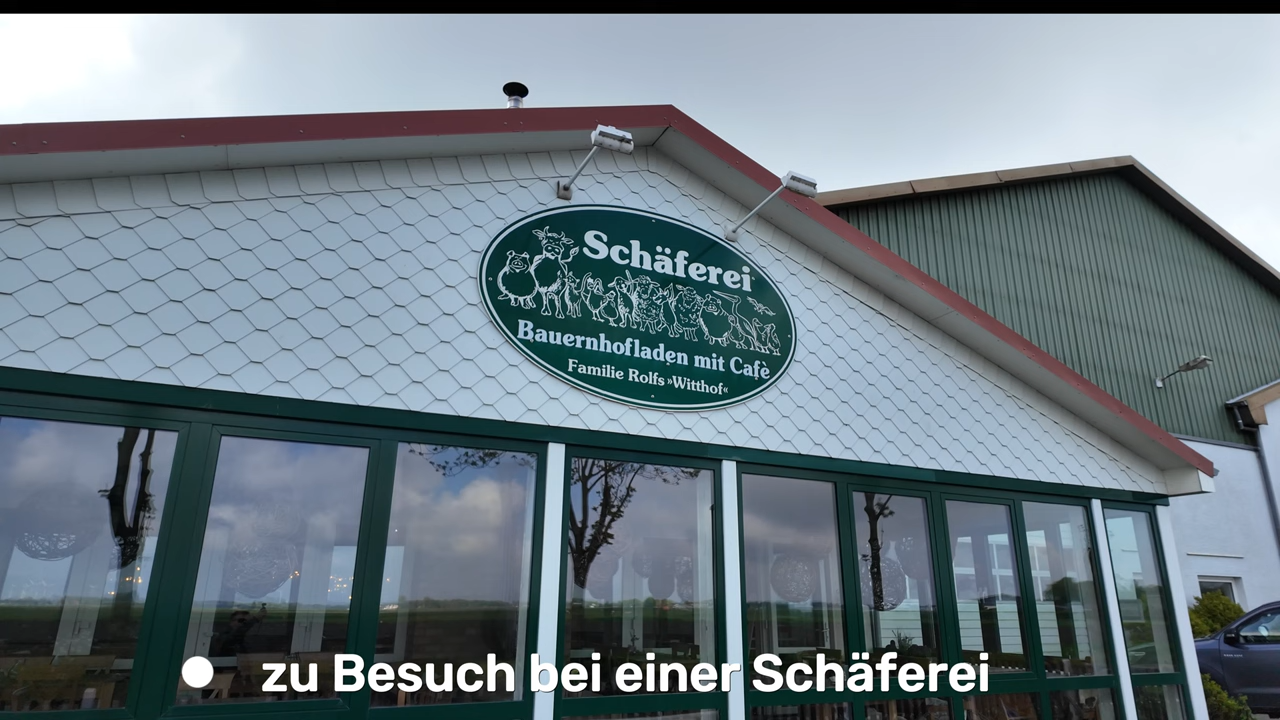 Schäferei
Bauernhofladen mit Cafè
Familie Rolfs »Witthof«
zu Besuch bei einer Schäferei